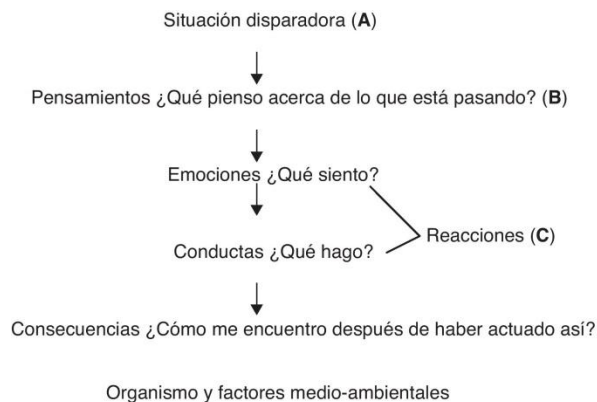 Situación disparadora (A)
Pensamientos ¿Qué pienso acerca de lo que está pasando? (B)
Emociones ¿Qué siento?
Reacciones (C)
Conductas ¿Qué hago?
Consecuencias ¿Cómo me encuentro después de haber actuado así?
Organismo y factores medio-ambientales